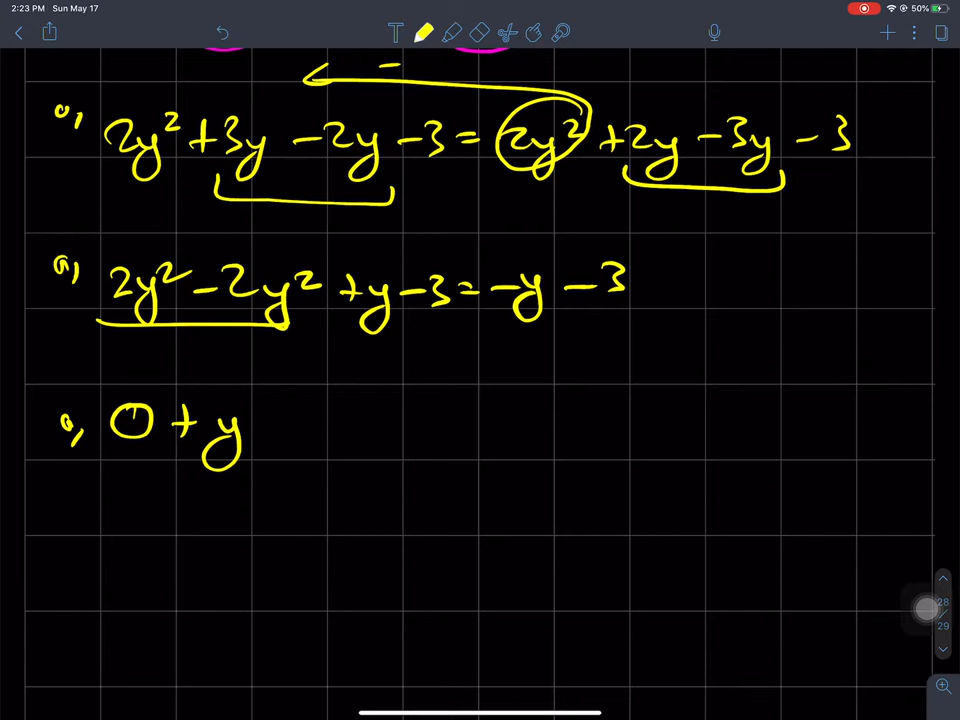 2:23 PM Sun May 17
50%
2y² + 3y - 2y - 3 = 2y² + 2y - 3y - 3
2y² - 2y² + y - 3 = - y - 3
0 + y
28
29